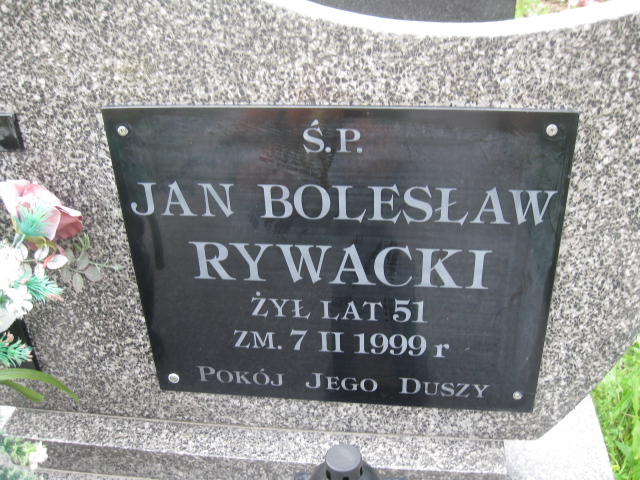 Ś.P.
JAN BOLESŁAW
RYWACKI
ŻYŁ LAT 51
ZM. 7 II 1999 r
POKÓJ JEGO DUSZY